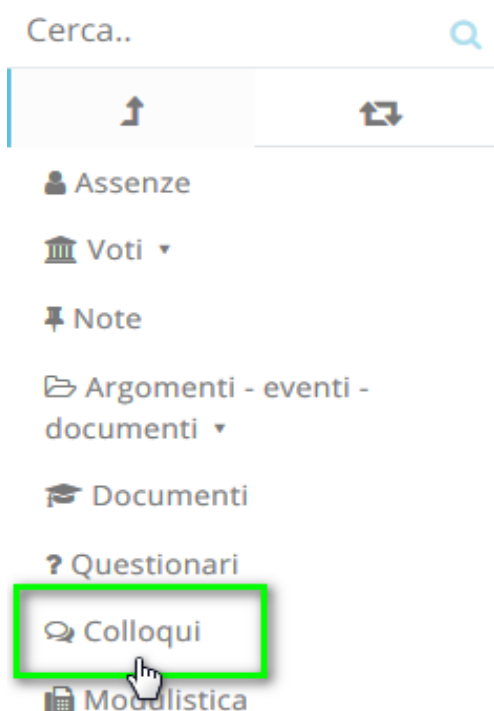 Cerca..
Assenze
Voti
Note
Argomenti - eventi -
documenti
Documenti
? Questionari
Colloqui
Modulistica